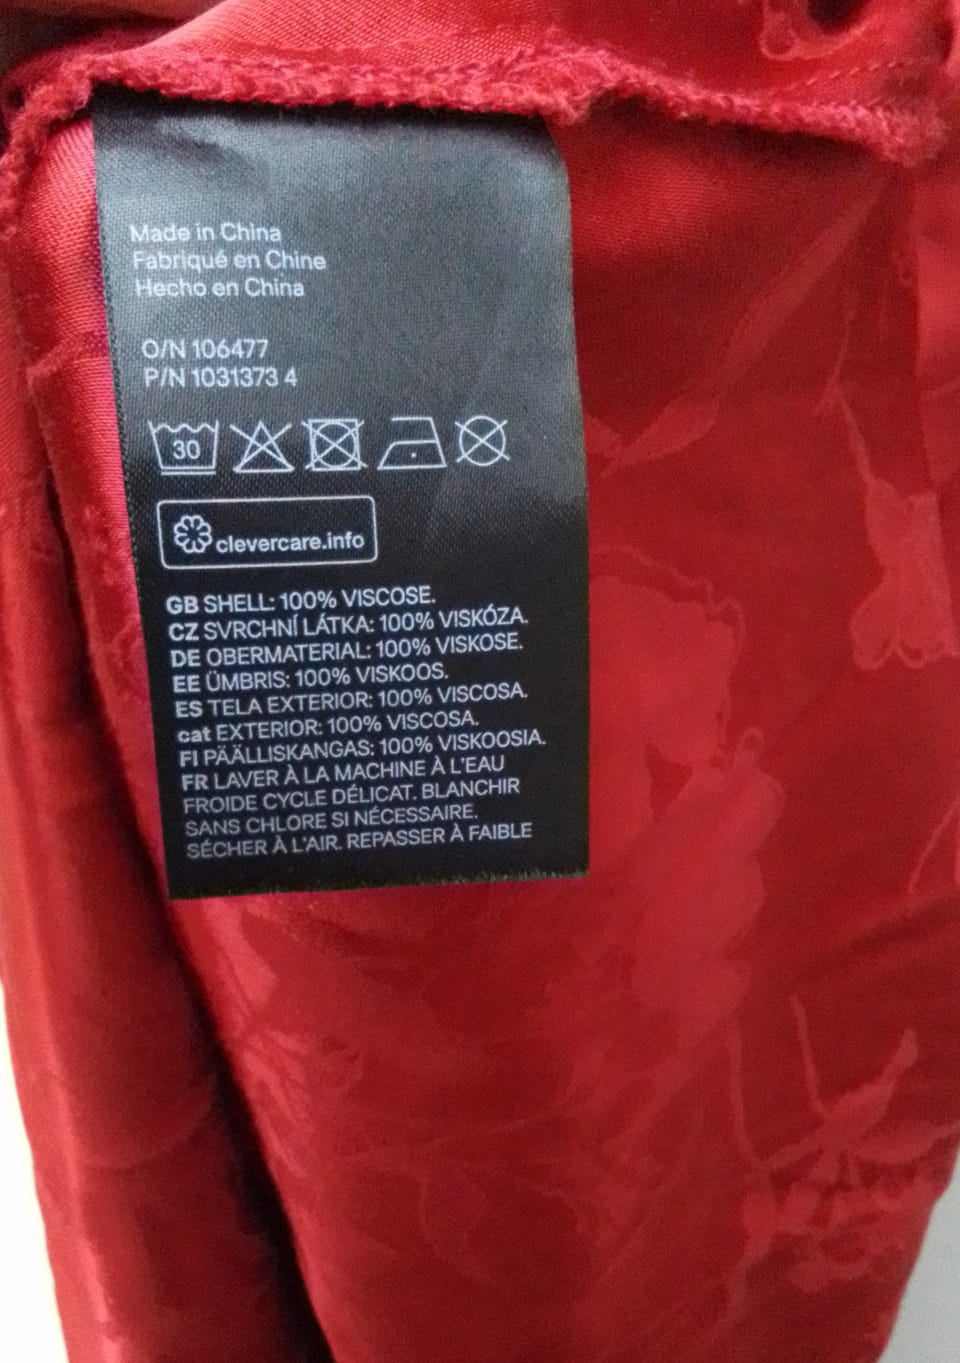 Made in China
Fabriqué en Chine
Hecho en China
O/N 106477
P/N 1031373 4
30
clevercare.info
GB SHELL: 100% VISCOSE.
CZ SVRCHNÍ LÁTKA: 100% VISKÓZA.
DE OBERMATERIAL: 100% VISKOSE.
EE ÜMBRIS: 100% VISKOOS.
ES TELA EXTERIOR: 100% VISCOSA.
cat EXTERIOR: 100% VISCOSA.
FI PÄÄLLISKANGAS: 100% VISKOOSIA.
FR LAVER À LA MACHINE À L'EAU
FROIDE CYCLE DÉLICAT. BLANCHIR
SANS CHLORE SI NÉCESSAIRE.
SÉCHER À L'AIR. REPASSER À FAIBLE